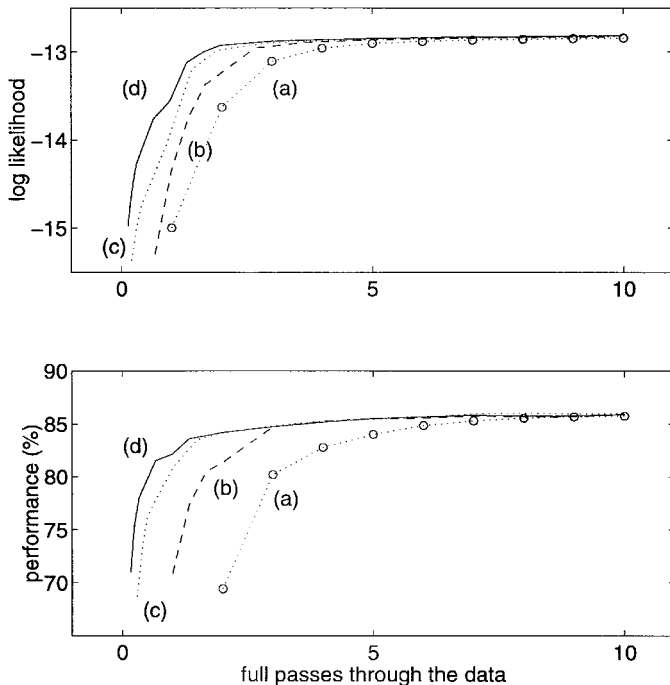 −13
−14
−15
log likelihood
(d)
(a)
(b)
(c)
0
5
10
90
85
80
75
70
performance (%)
(d)
(b)
(a)
(c)
0
5
10
full passes through the data